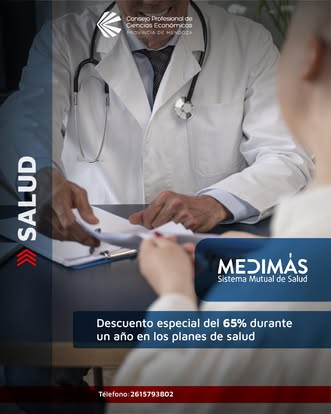 Consejo Profesional de
Ciencias Económicas
PROVINCIA DE MENDOZA
SALUD
MEDIMÁS
Sistema Mutual de Salud
Descuento especial del 65% durante
un año en los planes de salud
Télefono: 2615793802